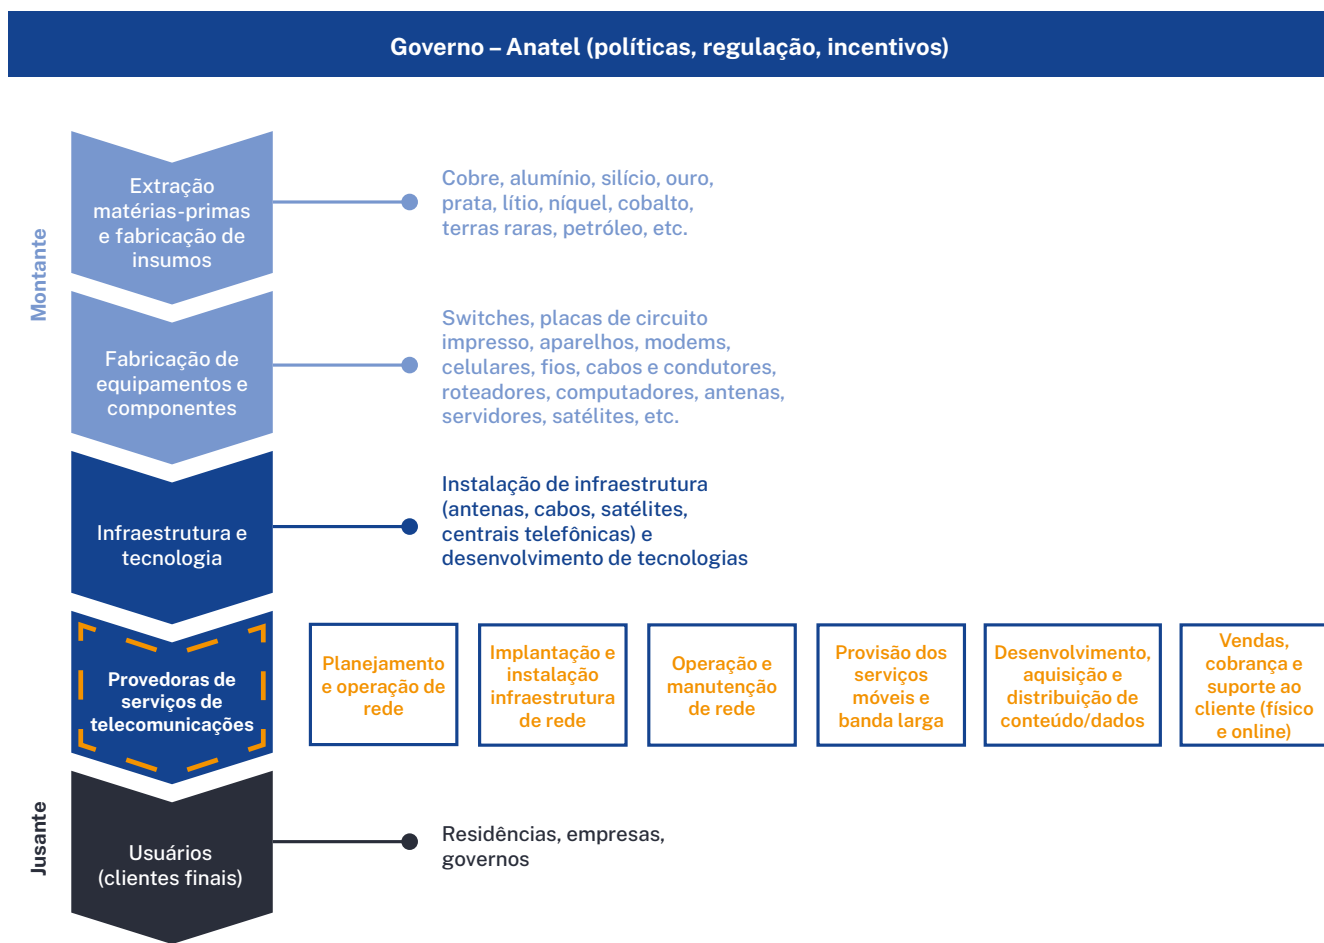 Governo – Anatel (políticas, regulação, incentivos)
Montante
Extração
matérias-primas
e fabricação de
insumos
Cobre, alumínio, silício, ouro,
prata, lítio, níquel, cobalto,
terras raras, petróleo, etc.
Fabricação de
equipamentos e
componentes
Switches, placas de circuito
impresso, aparelhos, modems,
celulares, fios, cabos e condutores,
roteadores, computadores, antenas,
servidores, satélites, etc.
Infraestrutura e
tecnologia
Instalação de infraestrutura
(antenas, cabos, satélites,
centrais telefônicas) e
desenvolvimento de tecnologias
Provedoras de
serviços de
telecomunicações
Planejamento
e operação de
rede
Implantação e
instalação
infraestrutura
de rede
Operação e
manutenção
de rede
Provisão dos
serviços
móveis e
banda larga
Desenvolvimento,
aquisição e
distribuição de
conteúdo/dados
Vendas,
cobrança e
suporte ao
cliente (físico
e online)
Jusante
Usuários
(clientes finais)
Residências, empresas,
governos